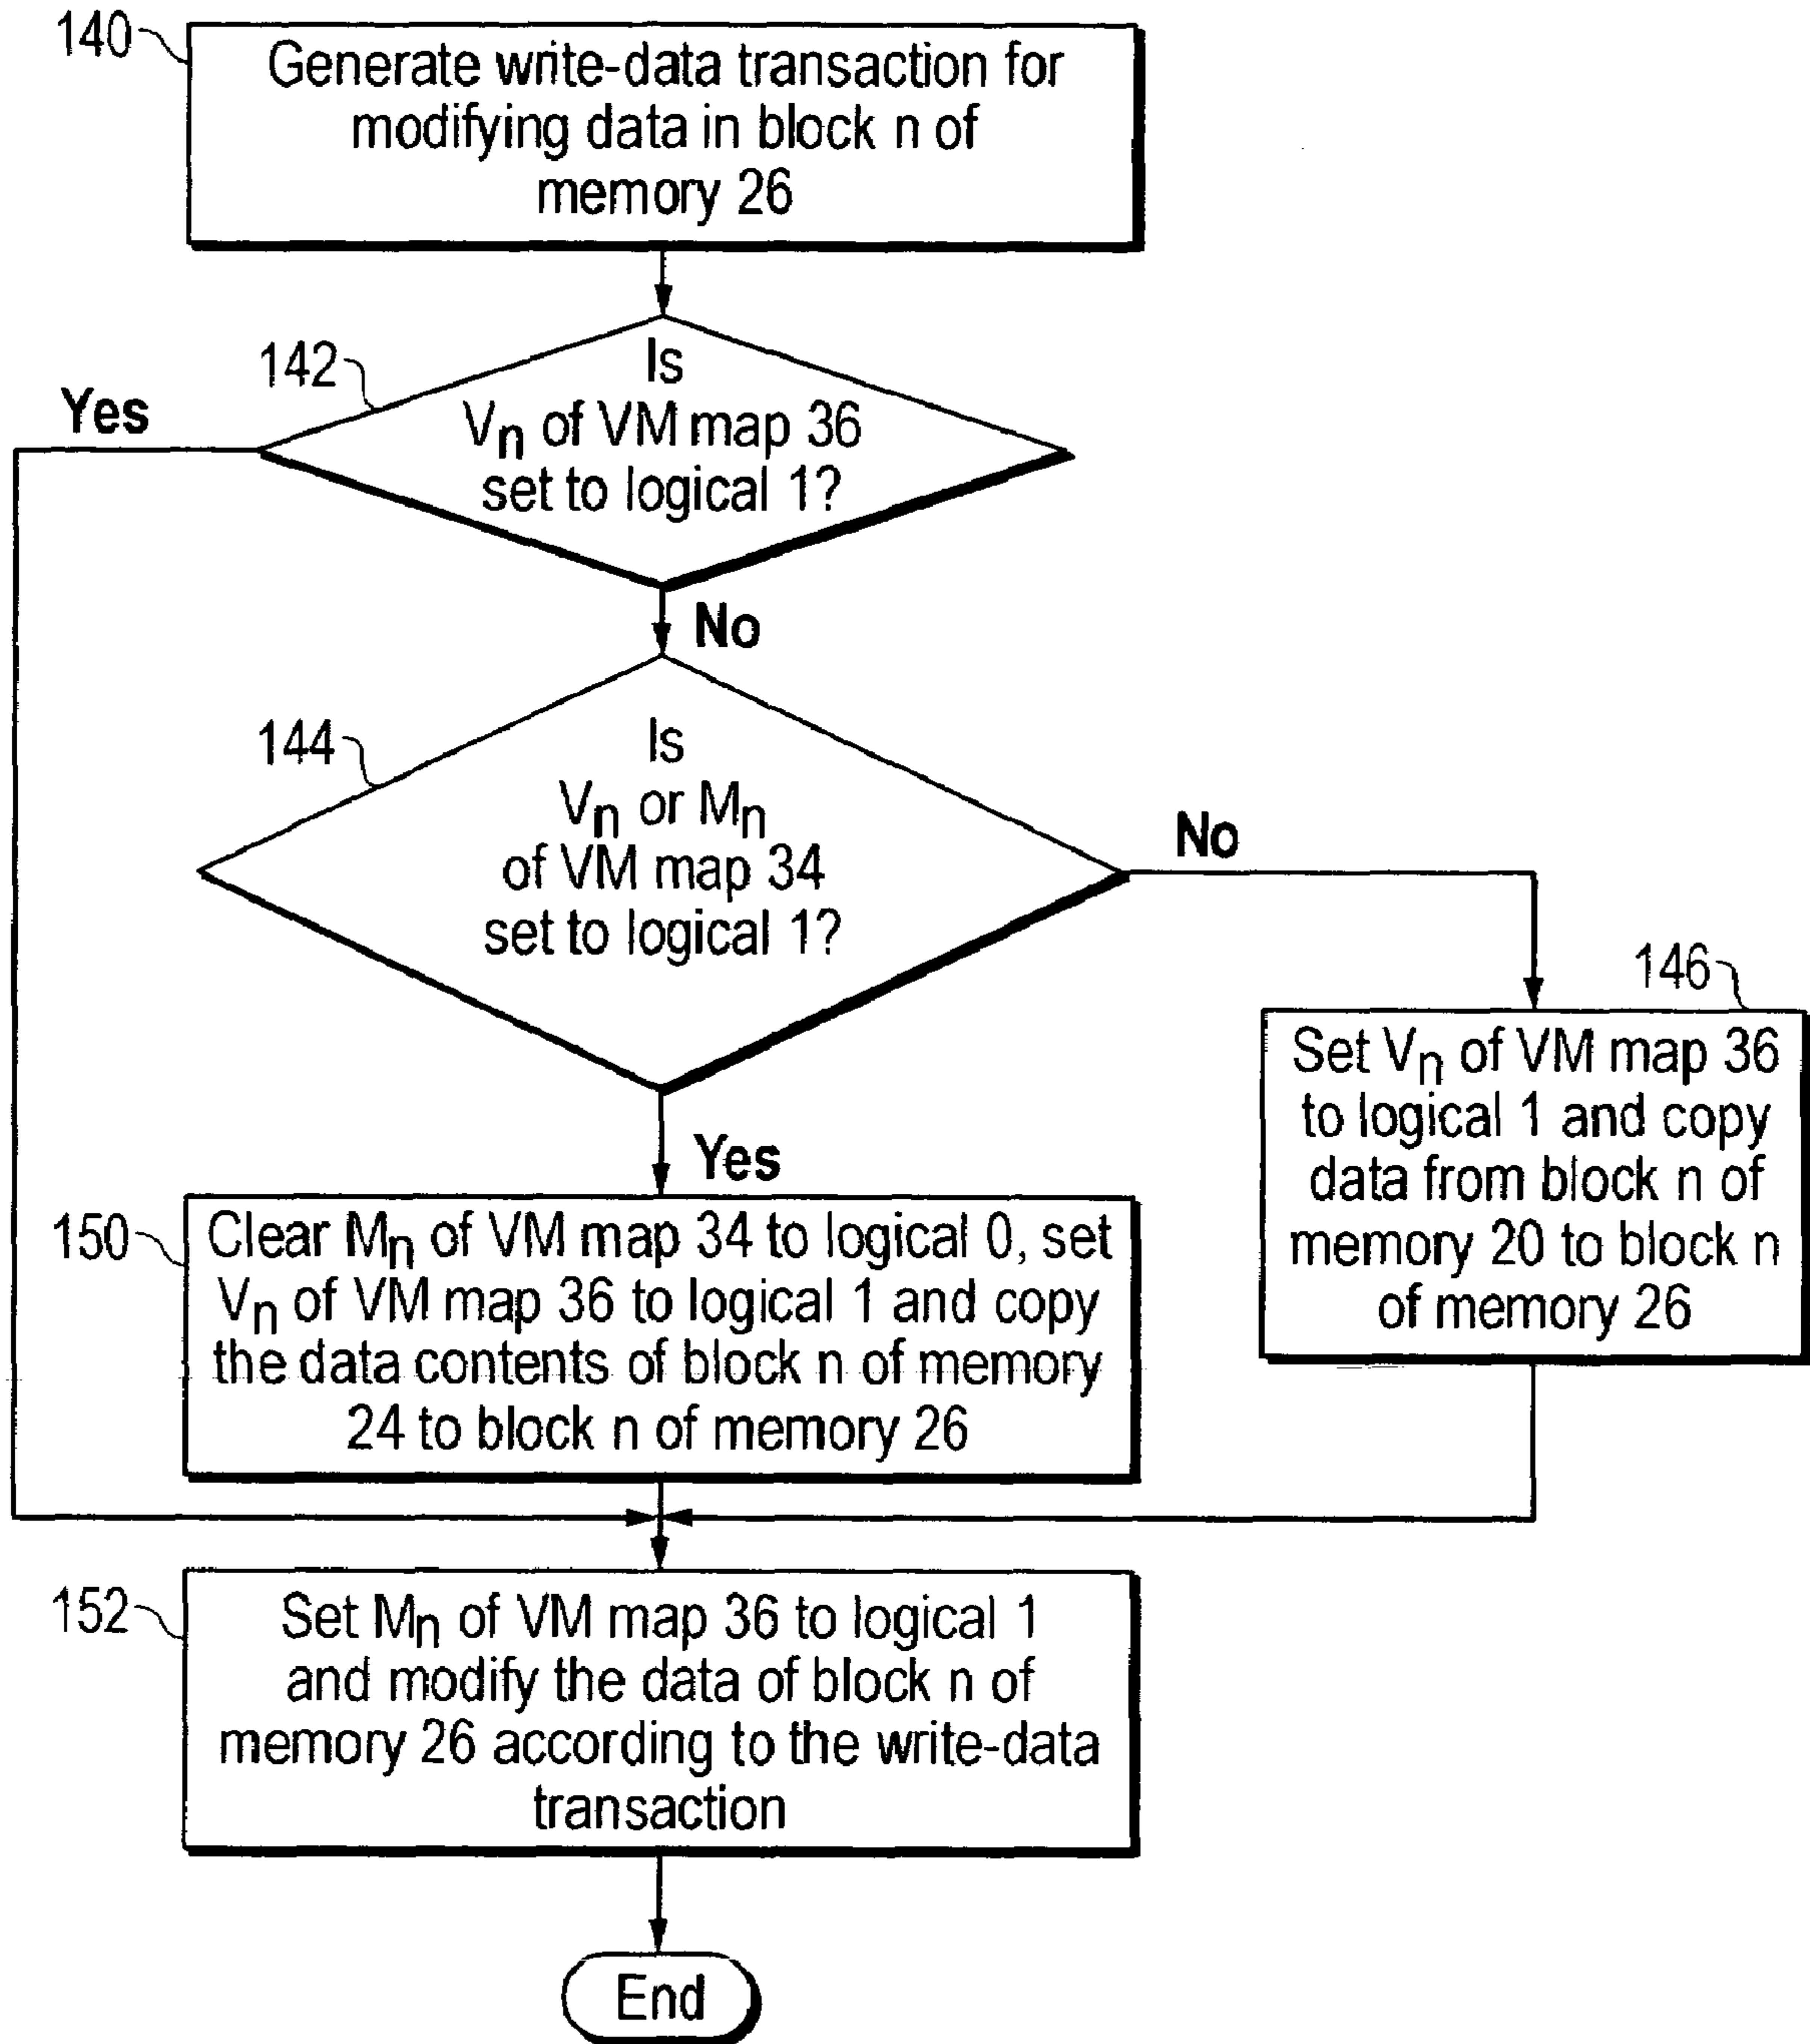 140
Generate write-data transaction for
modifying data in block n of
memory 26
142
Is
Vn of VM map 36
set to logical 1?
Yes
No
144
Is
Vn or Mn
of VM map 34
set to logical 1?
No
146
Set Vn of VM map 36
to logical 1 and copy
data from block n of
memory 20 to block n
of memory 26
Yes
150
Clear Mn of VM map 34 to logical 0, set
Vn of VM map 36 to logical 1 and copy
the data contents of block n of memory
24 to block n of memory 26
152
Set Mn of VM map 36 to logical 1
and modify the data of block n of
memory 26 according to the write-data
transaction
End